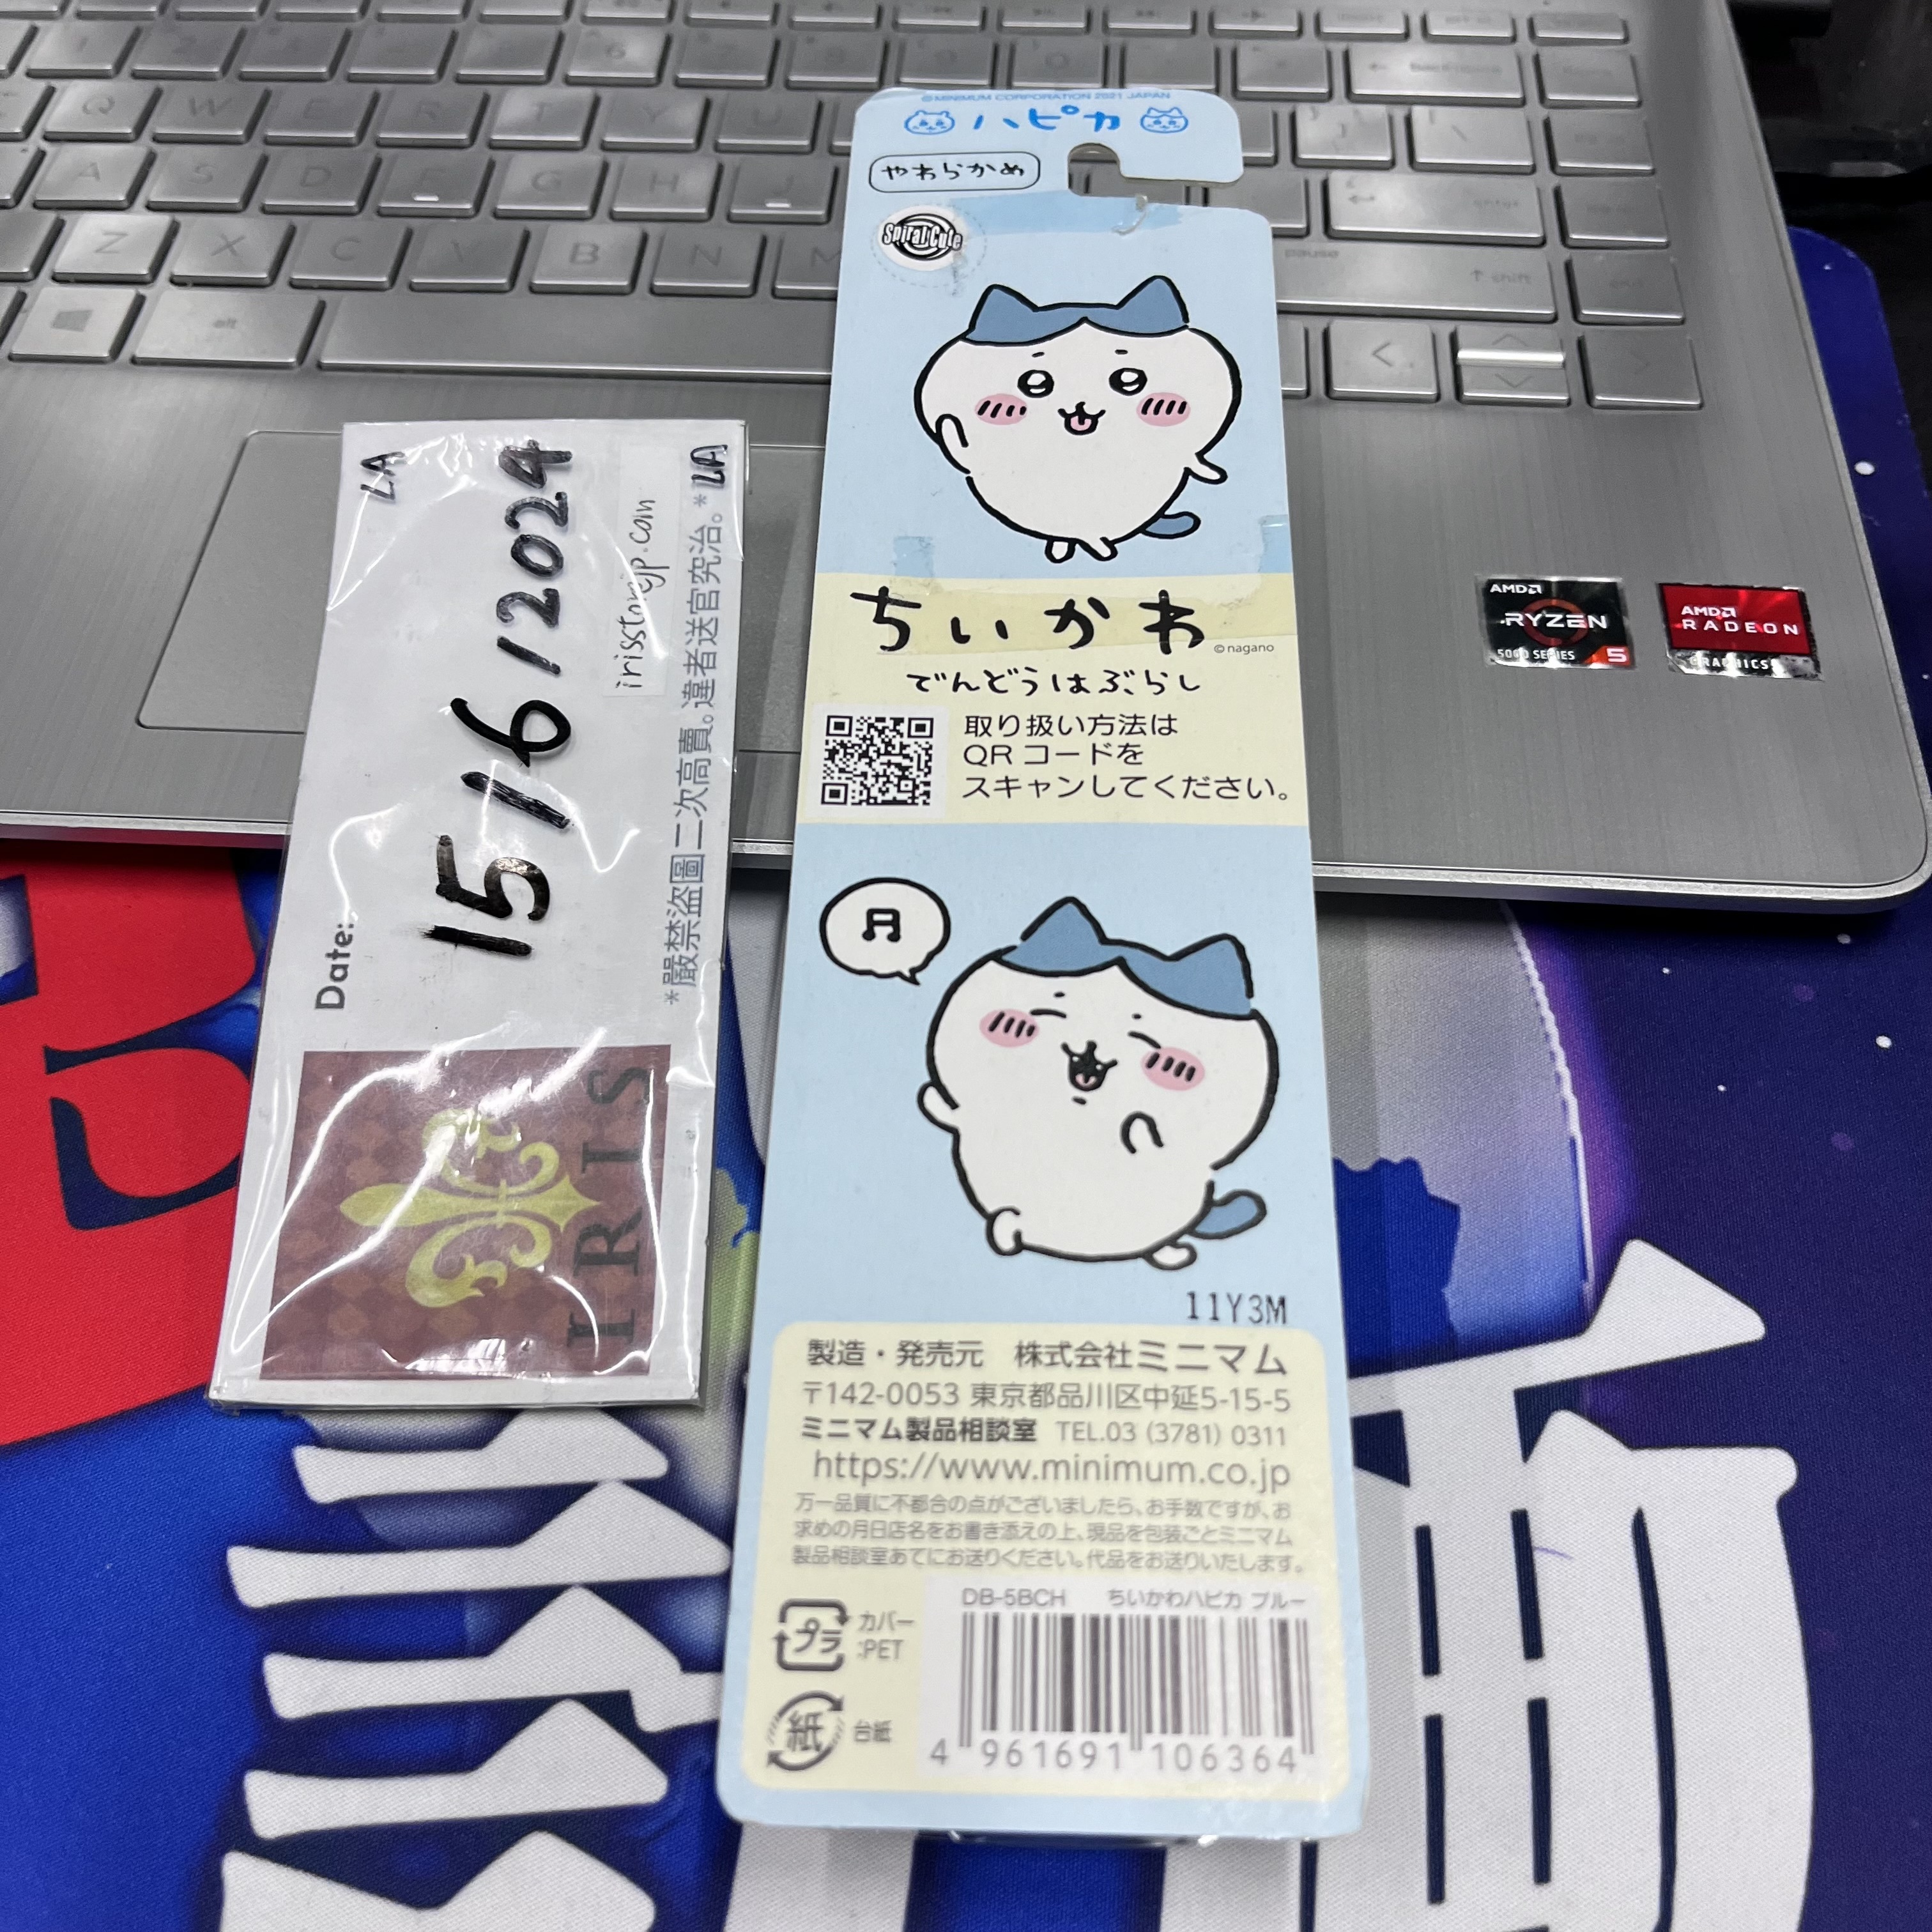 ©MINIMUM CORPORATION 2021 JAPAN
ハピカ
やわらかめ
Spiral Cute
ちいかわ
©nagano
でんどうはぶらし
取り扱い方法は
QRコードを
スキャンしてください。
11Y3M
製造・発売元 株式会社ミニマム
〒142-0053 東京都品川区中延5-15-5
ミニマム製品相談室 TEL.03 (3781) 0311
https://www.minimum.co.jp
万一品質に不都合の点がございましたら、お手数ですが、お
求めの月日店名をお書き添えの上、現品を包装ごとミニマム
製品相談室あてにお送りください。代品をお送りいたします。
DB-5BCH ちいかわハピカ ブルー
プラ
カバー
:PET
紙
台紙
4 961691 106364
LA
Date:
15/6/2024
irisstorejp.com
*嚴禁盜圖二次高賣。違者送官究治。*
LA
IRIS
AMD
RYZEN
5000 SERIES 5
AMD
RADEON
GRAPHICS
Q W E R T Y U
A S D F G H J
Z X C V B N M
alt
pause
enter
shift